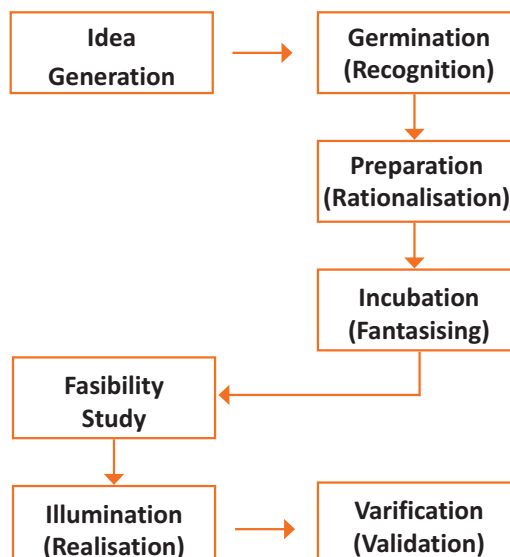 Idea
Generation
Germination
(Recognition)
Preparation
(Rationalisation)
Incubation
(Fantasising)
Fasibility
Study
Illumination
(Realisation)
Varification
(Validation)